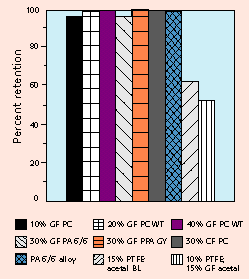 100
80
60
40
20
0
Percent retention
10% GF PC
20% GF PC WT
40% GF PC WT
30% GF PA 6/6
30% GF PPA GY
30% CF PC
PA 6/6 alloy
15% PTFE
acetal BL
10% PTFE,
15% GF acetal